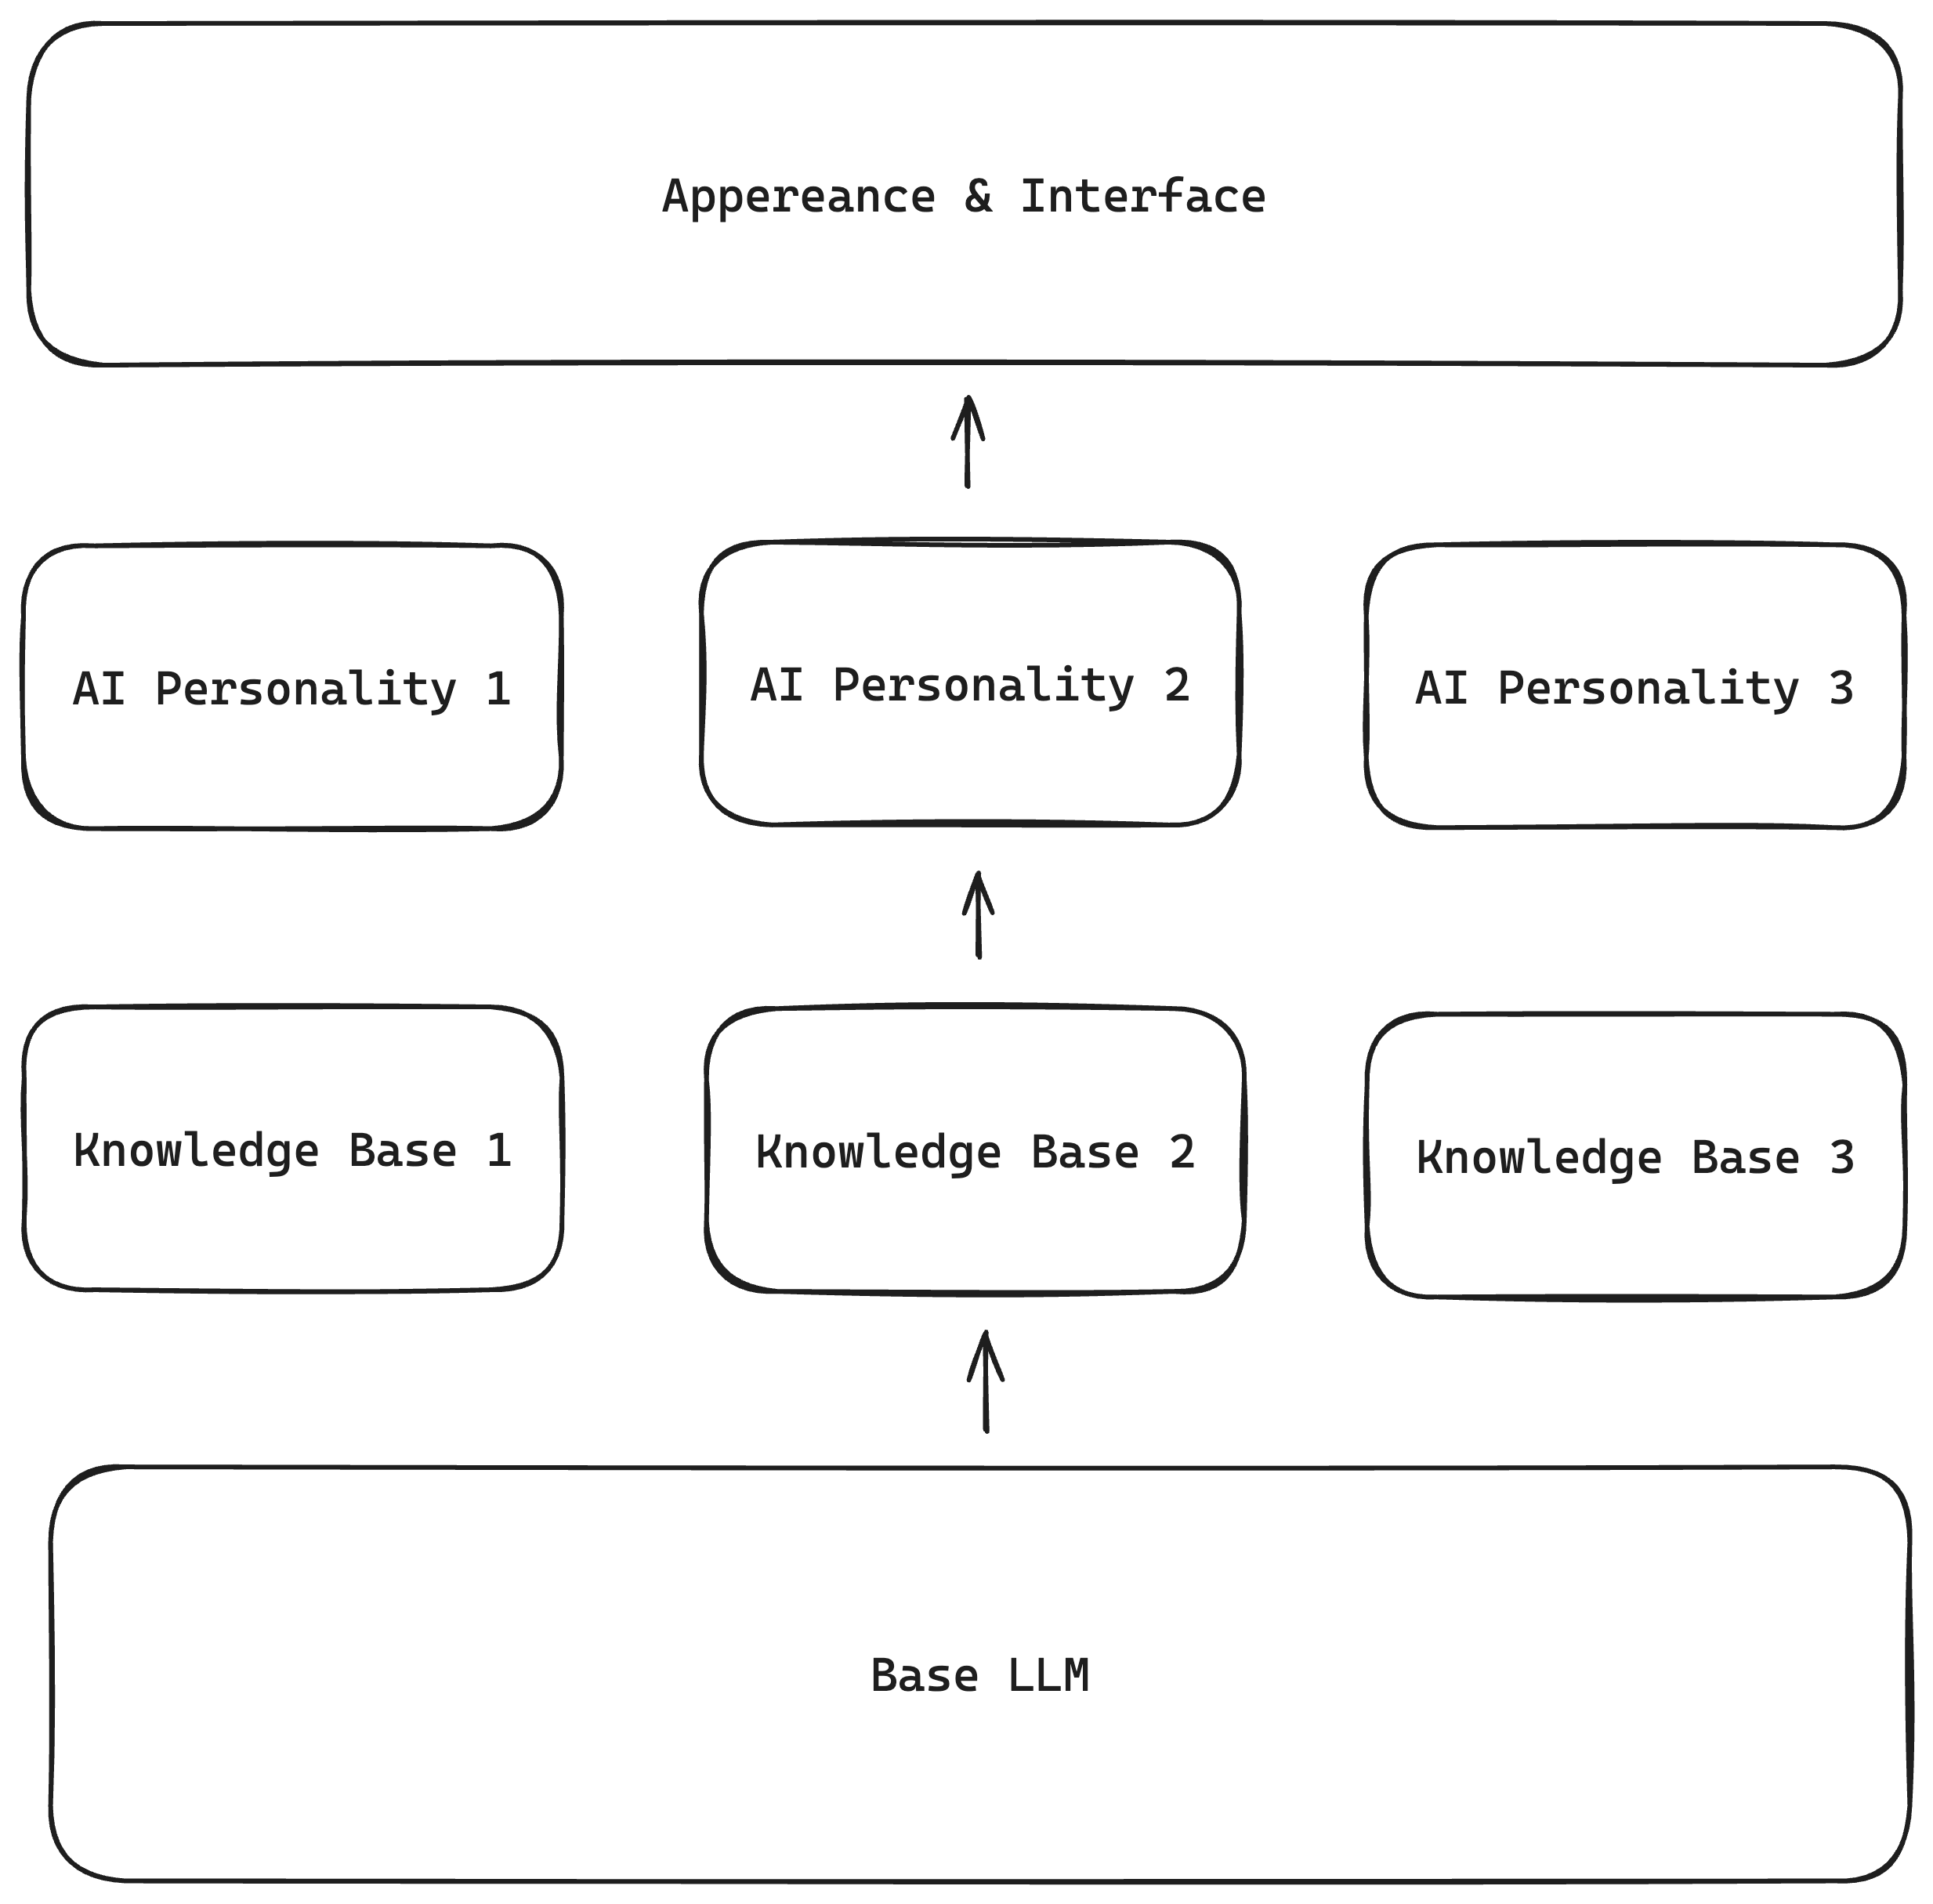 Appereance & Interface
AI Personality 1
AI Personality 2
AI Personality 3
Knowledge Base 1
Knowledge Base 2
Knowledge Base 3
Base LLM